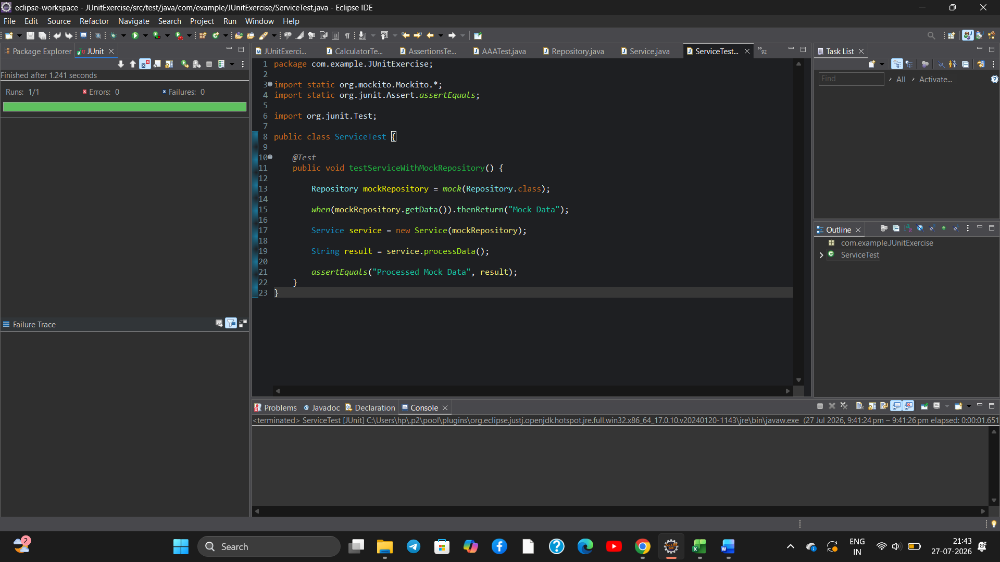 eclipse-workspace - JUnitExercise/src/test/java/com/example/JUnitExercise/ServiceTest.java - Eclipse IDE
File Edit Source Refactor Navigate Search Project Run Window Help
Package Explorer JUnit
Finished after 1.241 seconds
Runs: 1/1 Errors: 0 Failures: 0
Failure Trace
JUnitExerci... CalculatorTe... AssertionsTe... AAATest.java Repository.java Service.java ServiceTest... »92
1 package com.example.JUnitExercise;
2
3 import static org.mockito.Mockito.*;
4 import static org.junit.Assert.assertEquals;
5
6 import org.junit.Test;
7
8 public class ServiceTest {
9
10 @Test
11 public void testServiceWithMockRepository() {
12
13 Repository mockRepository = mock(Repository.class);
14
15 when(mockRepository.getData()).thenReturn("Mock Data");
16
17 Service service = new Service(mockRepository);
18
19 String result = service.processData();
20
21 assertEquals("Processed Mock Data", result);
22 }
23 }
Task List
Find All Activate...
Outline
com.example.JUnitExercise
ServiceTest
Problems Javadoc Declaration Console
<terminated> ServiceTest [JUnit] C:\Users\hp\.p2\pool\plugins\org.eclipse.justj.openjdk.hotspot.jre.full.win32.x86_64_17.0.10.v20240120-1143\jre\bin\javaw.exe (27 Jul 2026, 9:41:24 pm – 9:41:26 pm elapsed: 0:00:01.651
2
Search
ENG
IN
21:43
27-07-2026